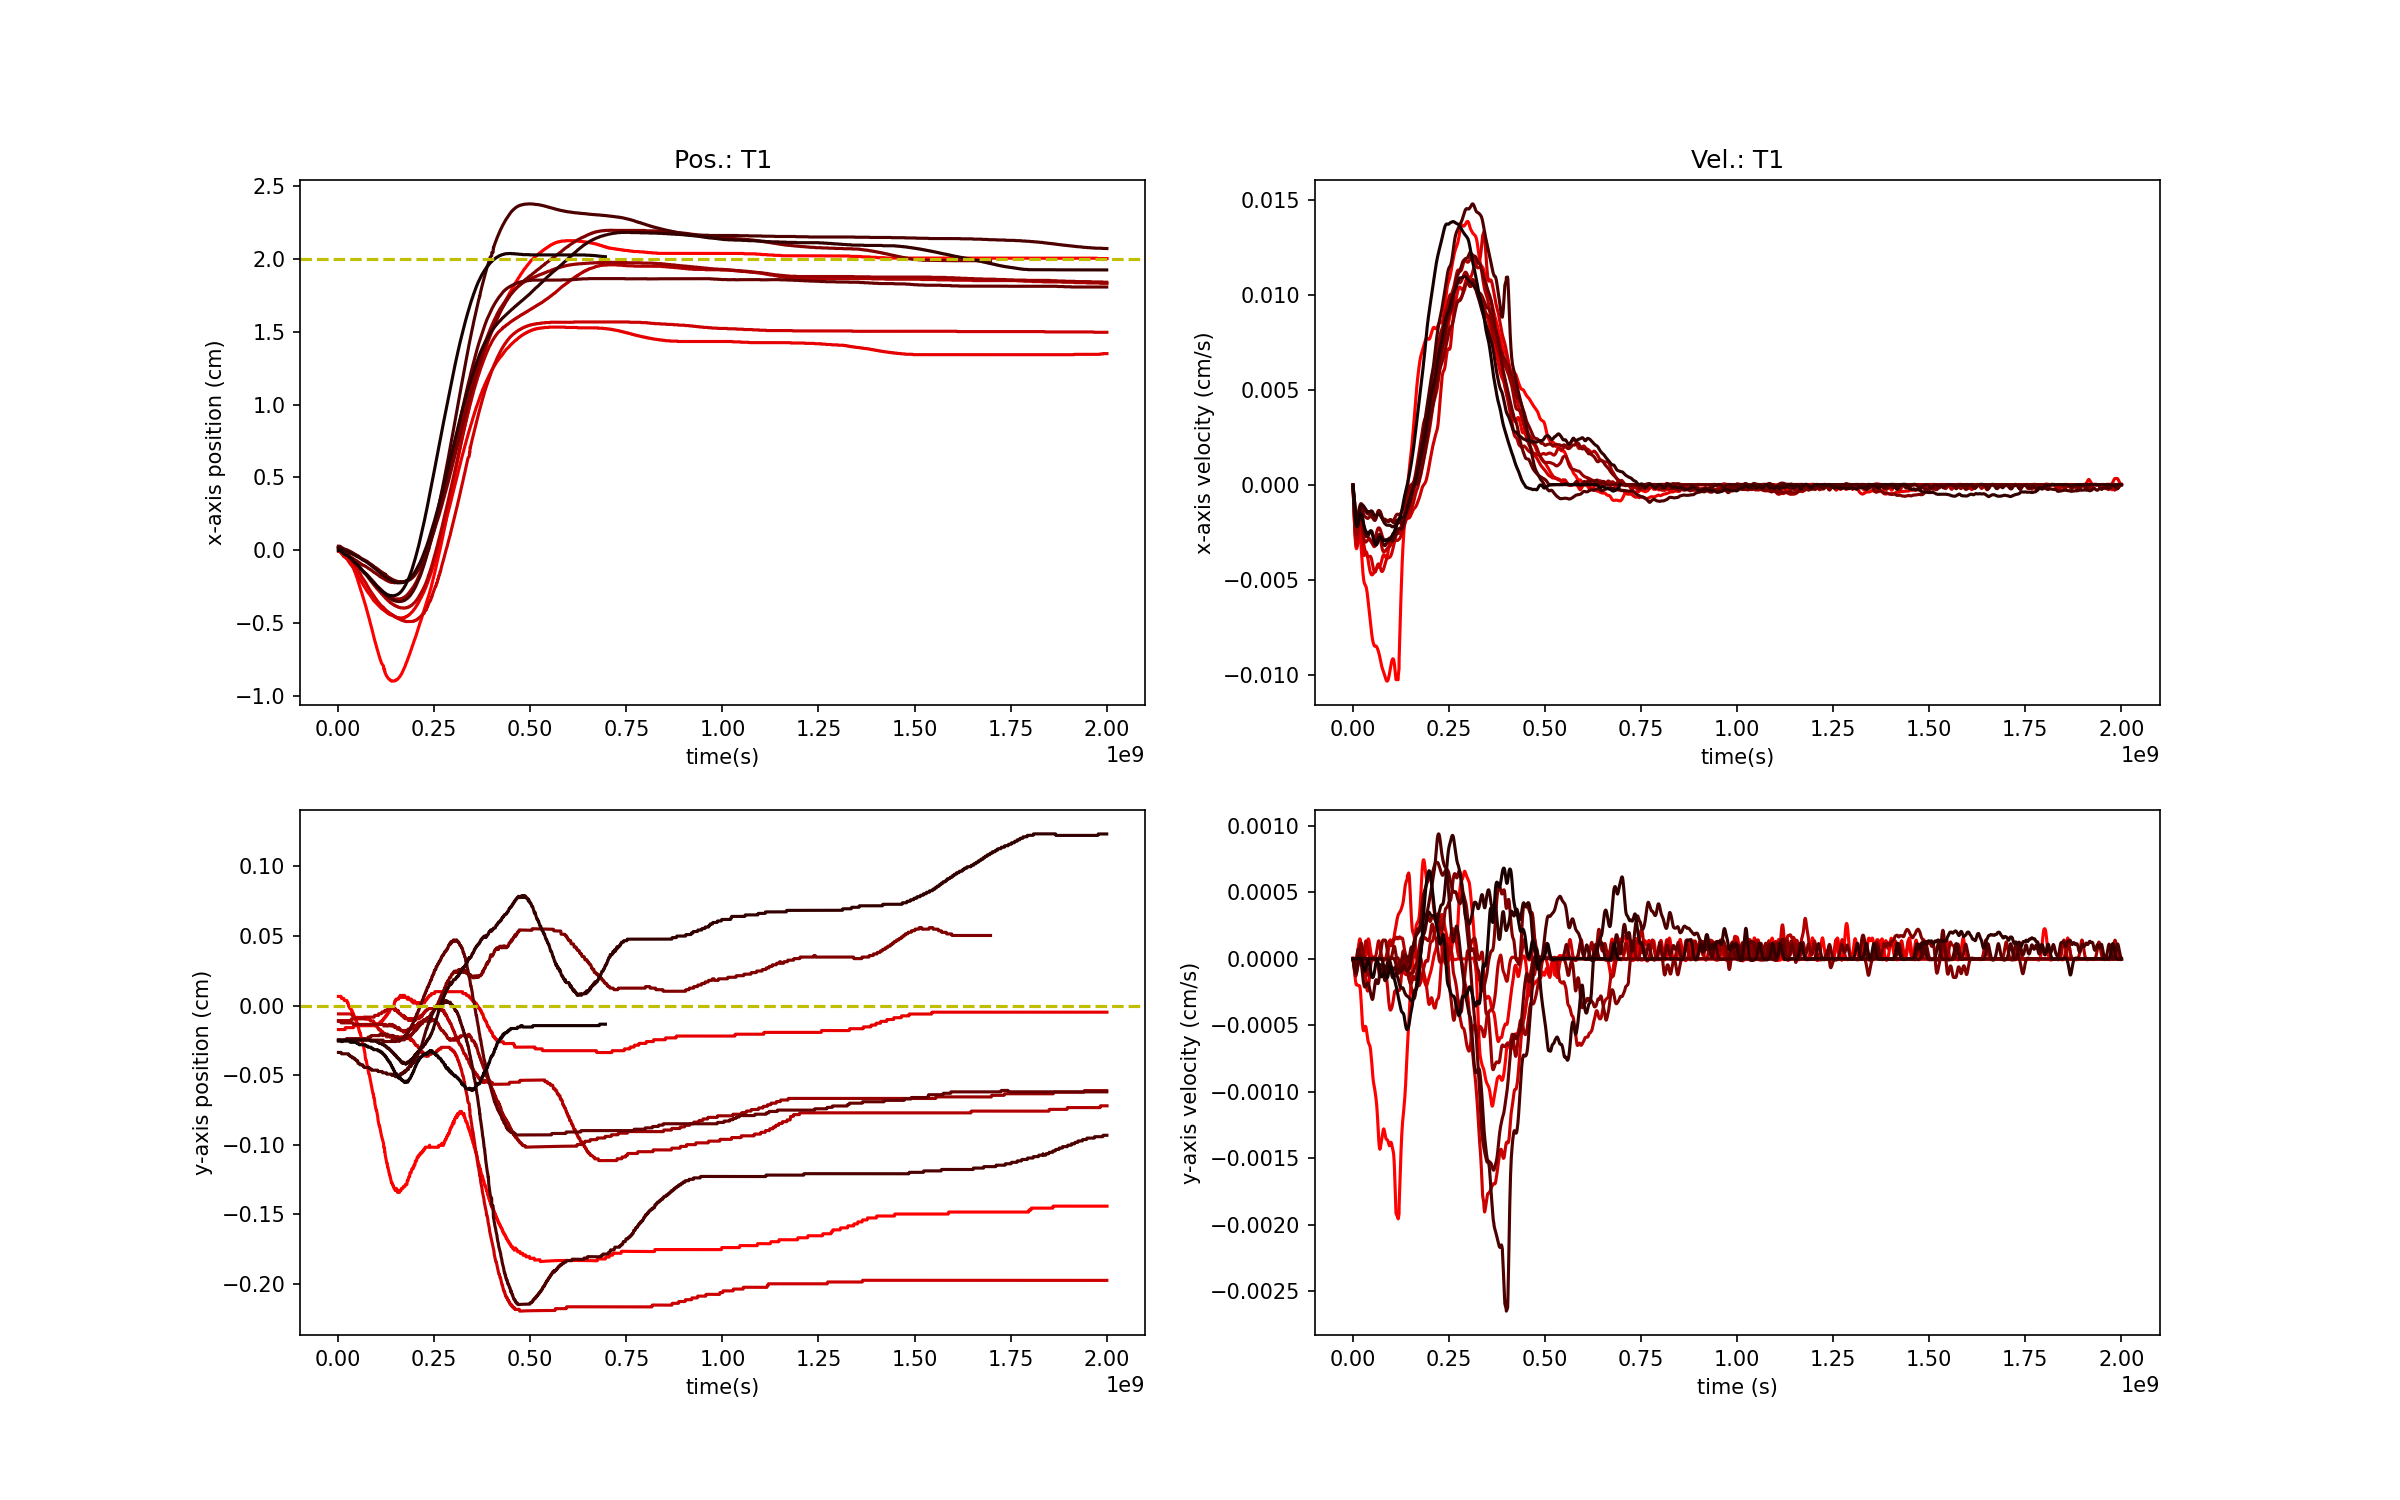 Pos.: T1
2.5
2.0
1.5
1.0
0.5
0.0
−0.5
−1.0
x-axis position (cm)
0.00 0.25 0.50 0.75 1.00 1.25 1.50 1.75 2.00
time(s)
1e9
Vel.: T1
0.015
0.010
0.005
0.000
−0.005
−0.010
x-axis velocity (cm/s)
0.00 0.25 0.50 0.75 1.00 1.25 1.50 1.75 2.00
time(s)
1e9
0.10
0.05
0.00
−0.05
−0.10
−0.15
−0.20
y-axis position (cm)
0.00 0.25 0.50 0.75 1.00 1.25 1.50 1.75 2.00
time(s)
1e9
0.0010
0.0005
0.0000
−0.0005
−0.0010
−0.0015
−0.0020
−0.0025
y-axis velocity (cm/s)
0.00 0.25 0.50 0.75 1.00 1.25 1.50 1.75 2.00
time (s)
1e9